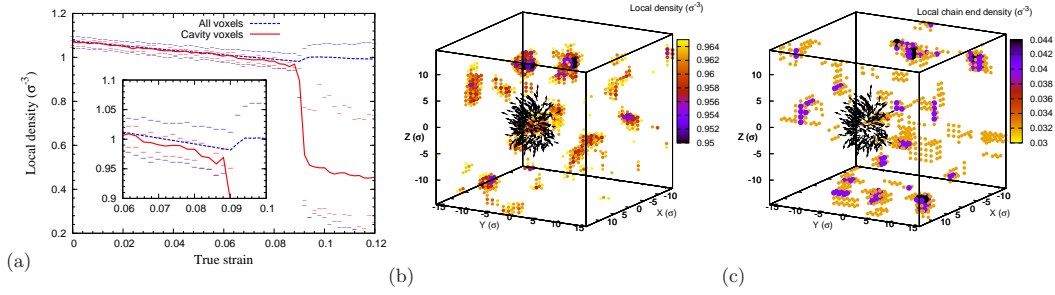 All voxels
Cavity voxels
Local density (σ⁻³)
1.2
1
0.8
0.6
0.4
0.2
1.1
1.05
1
0.95
0.9
0.06 0.07 0.08 0.09 0.1
0 0.02 0.04 0.06 0.08 0.1 0.12
True strain
(a)
Local density (σ⁻³)
0.964
0.962
0.96
0.958
0.956
0.954
0.952
0.95
10
5
0
-5
-10
Z (σ)
-15 -10 -5 0 5 10 15
Y (σ)
15 10 5 0 -5 -10
X (σ)
(b)
Local chain end density (σ⁻³)
0.044
0.042
0.04
0.038
0.036
0.034
0.032
0.03
10
5
0
-5
-10
Z (σ)
-15 -10 -5 0 5 10 15
Y (σ)
15 10 5 0 -5 -10
X (σ)
(c)